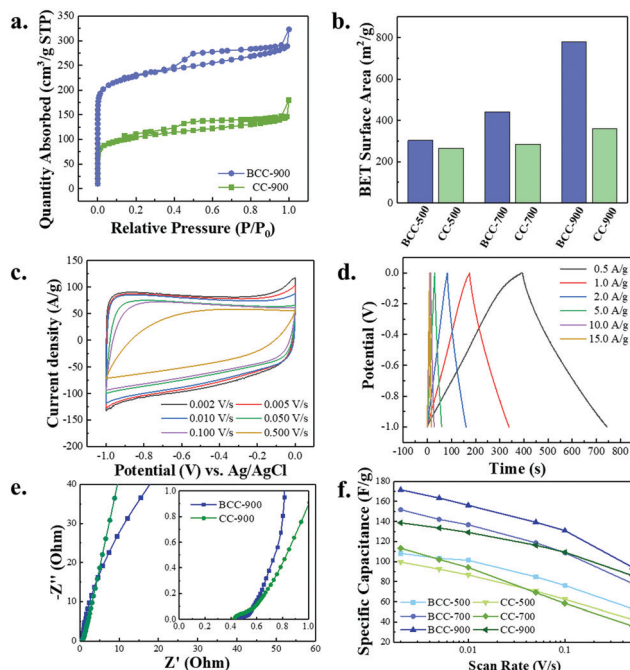 a.
Quantity Absorbed (cm³/g STP)
350
300
250
200
150
100
50
0
BCC-900
CC-900
0.0 0.2 0.4 0.6 0.8 1.0
Relative Pressure (P/P₀)
b.
BET Surface Area (m²/g)
800
600
400
200
0
BCC-500
CC-500
BCC-700
CC-700
BCC-900
CC-900
c.
Current density (A/g)
150
100
50
0
-50
-100
-150
-200
0.002 V/s 0.005 V/s
0.010 V/s 0.050 V/s
0.100 V/s 0.500 V/s
-1.0 -0.8 -0.6 -0.4 -0.2 0.0
Potential (V) vs. Ag/AgCl
d.
Potential (V)
0.0
-0.2
-0.4
-0.6
-0.8
-1.0
0.5 A/g
1.0 A/g
2.0 A/g
5.0 A/g
10.0 A/g
15.0 A/g
-100 0 100 200 300 400 500 600 700 800
Time (s)
e.
-Z" (Ohm)
40
30
20
10
0
1.0
0.8
0.6
0.4
0.2
0.0
BCC-900
CC-900
0.0 0.2 0.4 0.6 0.8 1.0
0 10 20 30 40 50 60
Z' (Ohm)
f.
Specific Capacitance (F/g)
180
160
140
120
100
80
60
40
20
0
BCC-500 CC-500
BCC-700 CC-700
BCC-900 CC-900
0.01 0.1
Scan Rate (V/s)